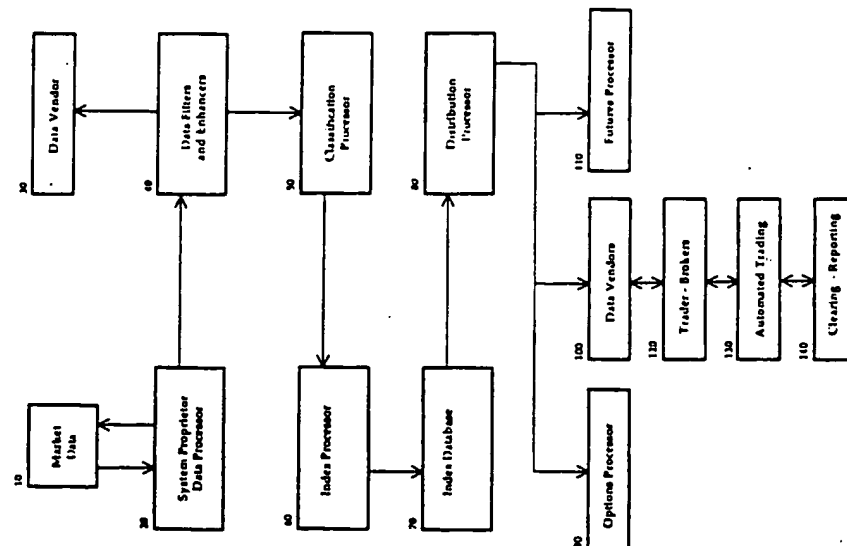 10
Market
Data
20
System Proprietor
Data Processor
30
Data Vendor
40
Data Filters
and Enhancers
50
Classification
Processor
60
Index Processor
70
Index Database
80
Distribution
Processor
90
Options Processor
100
Data Vendors
110
Futures Processor
120
Trader - Brokers
130
Automated Trading
140
Clearing - Reporting